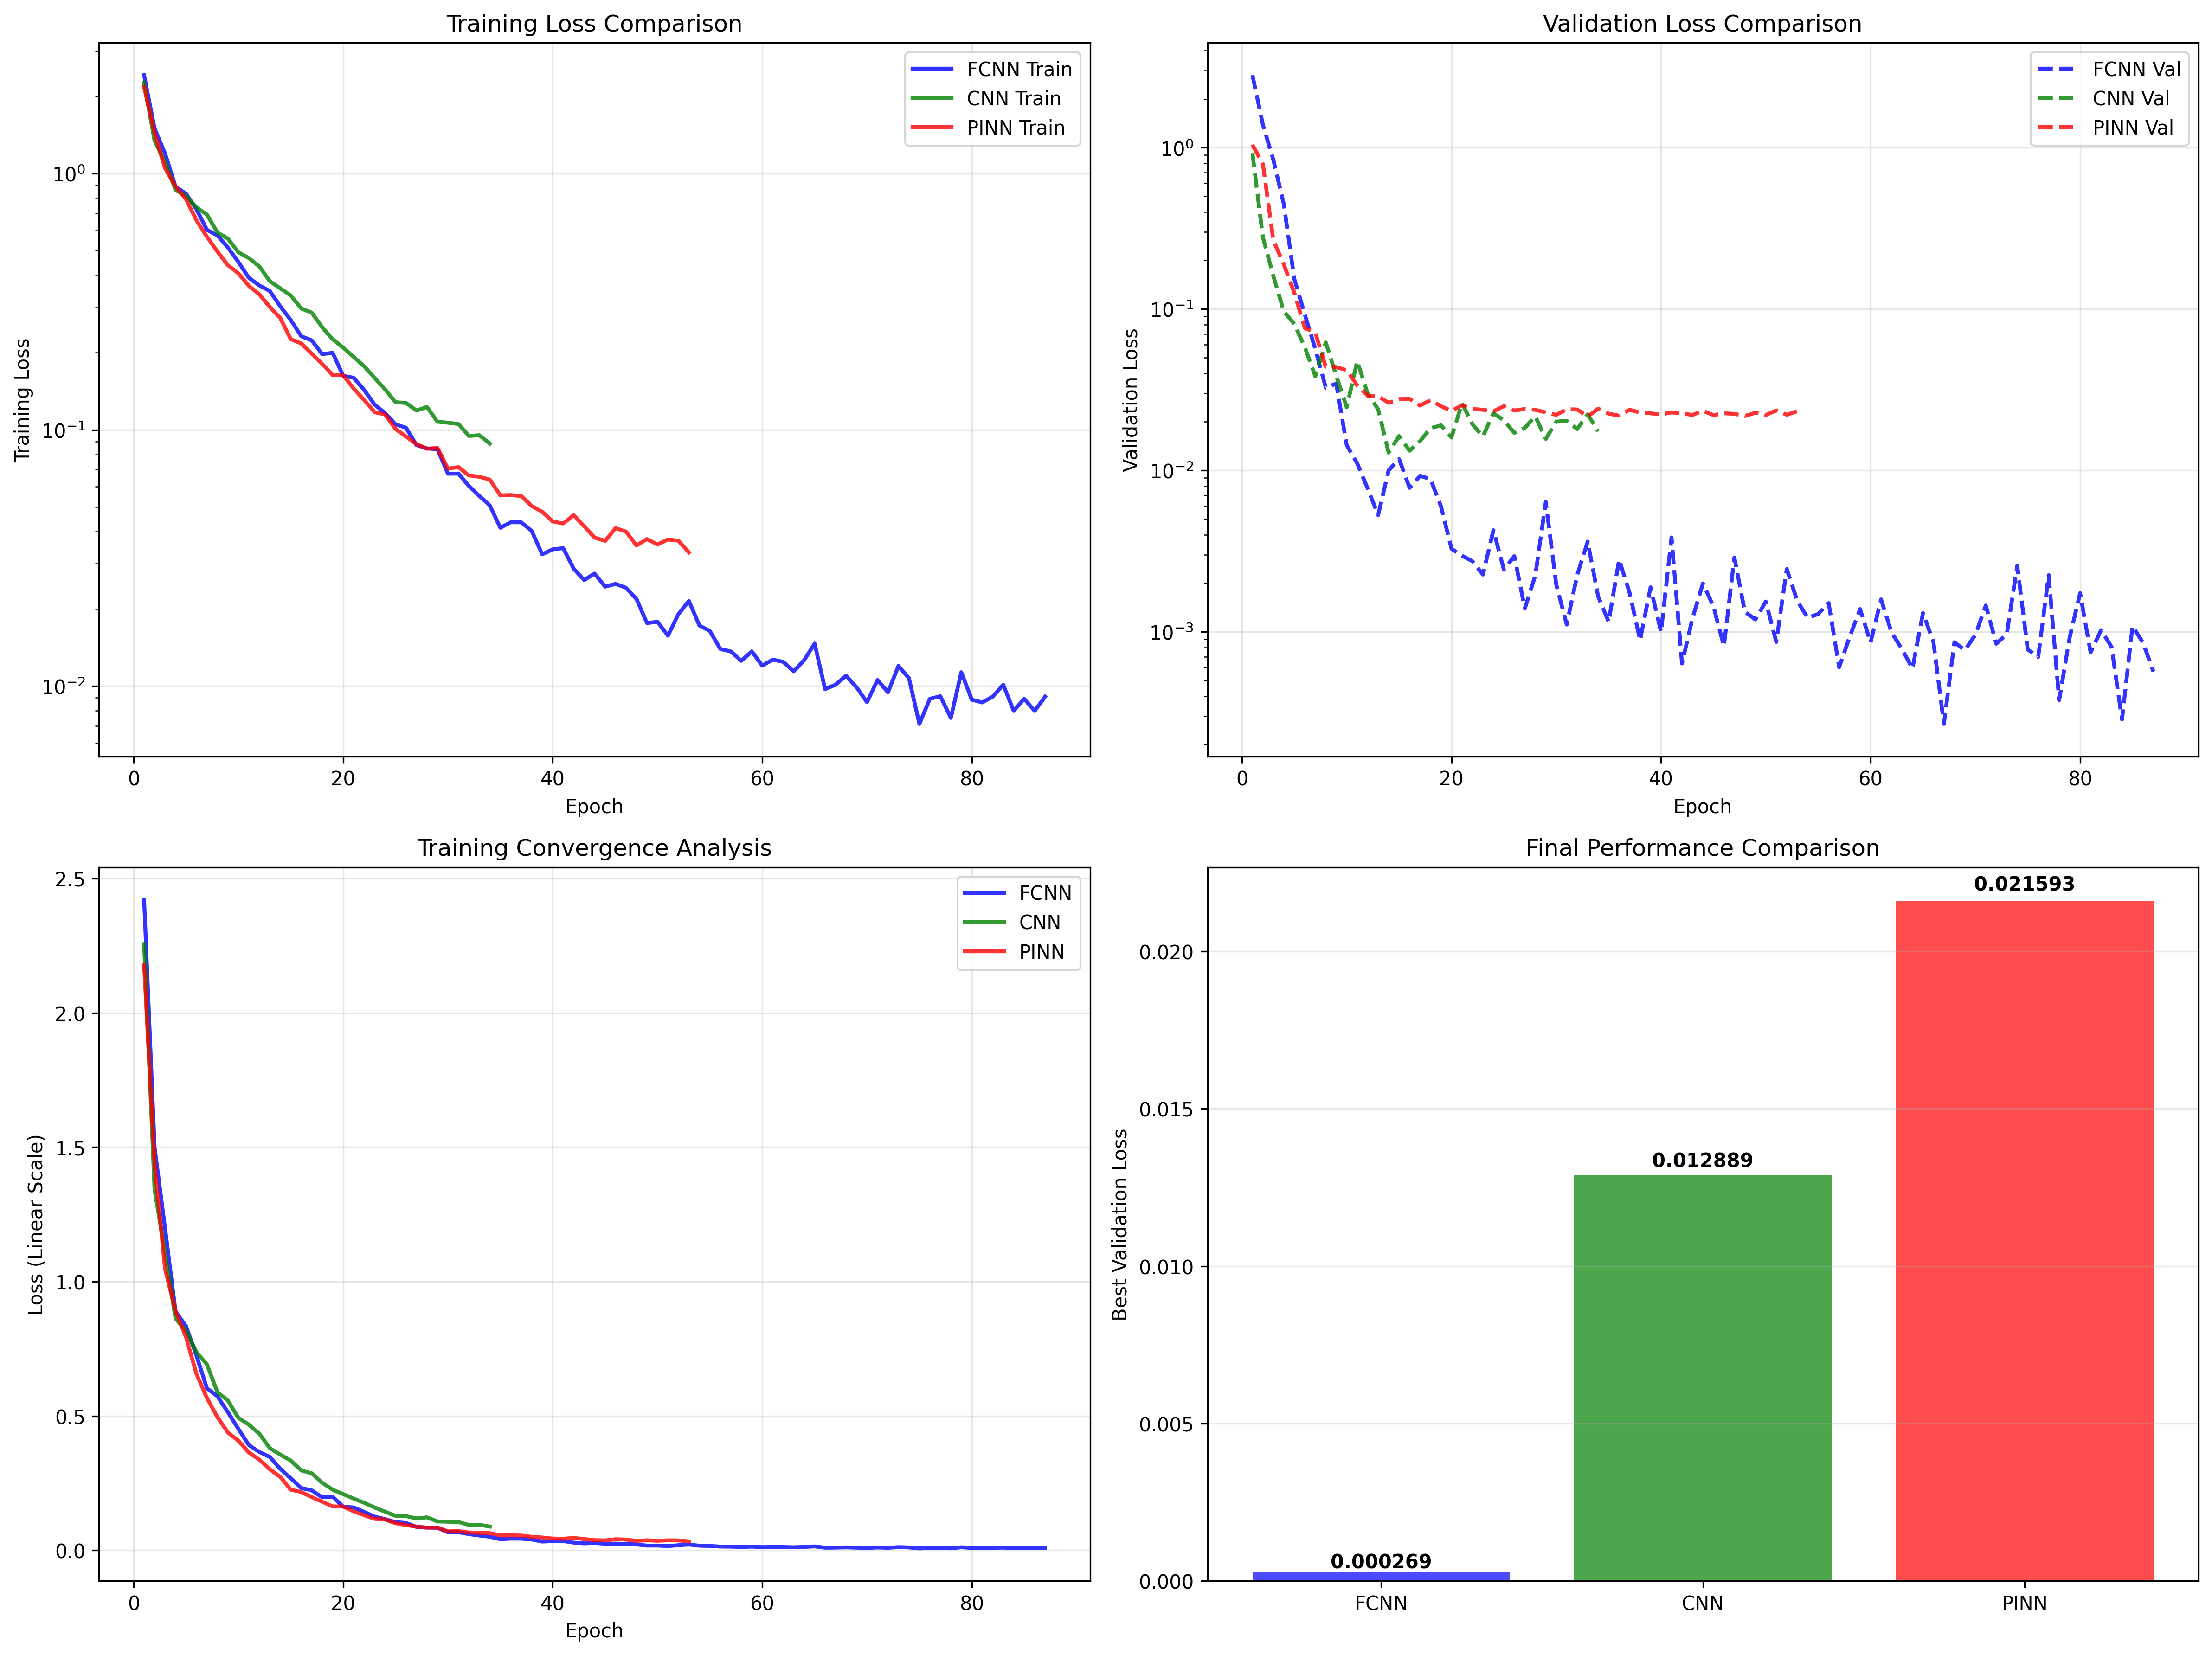 Training Loss Comparison
Training Loss
10⁰
10⁻¹
10⁻²
FCNN Train
CNN Train
PINN Train
0 20 40 60 80
Epoch
Validation Loss Comparison
Validation Loss
10⁰
10⁻¹
10⁻²
10⁻³
FCNN Val
CNN Val
PINN Val
0 20 40 60 80
Epoch
Training Convergence Analysis
Loss (Linear Scale)
2.5
2.0
1.5
1.0
0.5
0.0
FCNN
CNN
PINN
0 20 40 60 80
Epoch
Final Performance Comparison
Best Validation Loss
0.020
0.015
0.010
0.005
0.000
0.000269
0.012889
0.021593
FCNN CNN PINN